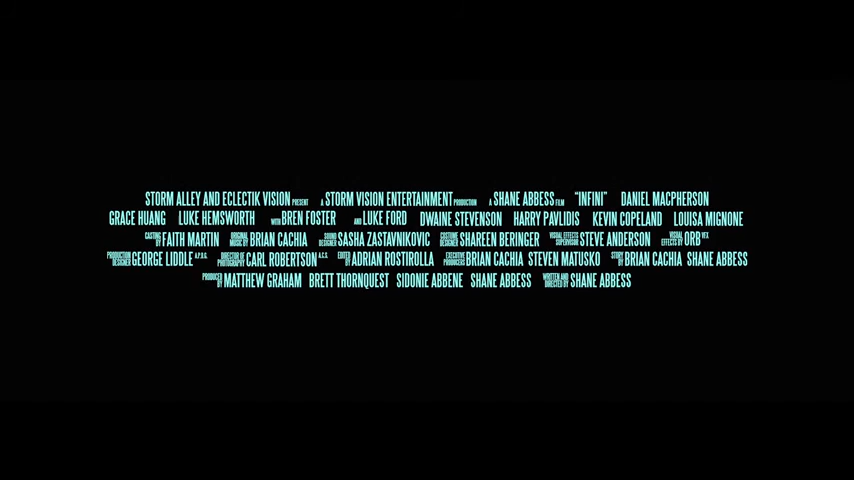 STORM ALLEY AND ECLECTIK VISION PRESENT A STORM VISION ENTERTAINMENT PRODUCTION A SHANE ABBESS FILM "INFINI" DANIEL MACPHERSON
GRACE HUANG LUKE HEMSWORTH WITH BREN FOSTER AND LUKE FORD DWAINE STEVENSON HARRY PAVLIDIS KEVIN COPELAND LOUISA MIGNONE
CASTING BY FAITH MARTIN ORIGINAL MUSIC BY BRIAN CACHIA SOUND DESIGNER SASHA ZASTAVNIKOVIC COSTUME DESIGNER SHAREEN BERINGER VISUAL EFFECTS SUPERVISOR STEVE ANDERSON VISUAL EFFECTS BY ORB VFX
PRODUCTION DESIGNER GEORGE LIDDLE A.P.D.G. DIRECTOR OF PHOTOGRAPHY CARL ROBERTSON A.C.S. EDITED BY ADRIAN ROSTIROLLA EXECUTIVE PRODUCERS BRIAN CACHIA STEVEN MATUSKO STORY BY BRIAN CACHIA SHANE ABBESS
PRODUCED BY MATTHEW GRAHAM BRETT THORNQUEST SIDONIE ABBENE SHANE ABBESS WRITTEN AND DIRECTED BY SHANE ABBESS